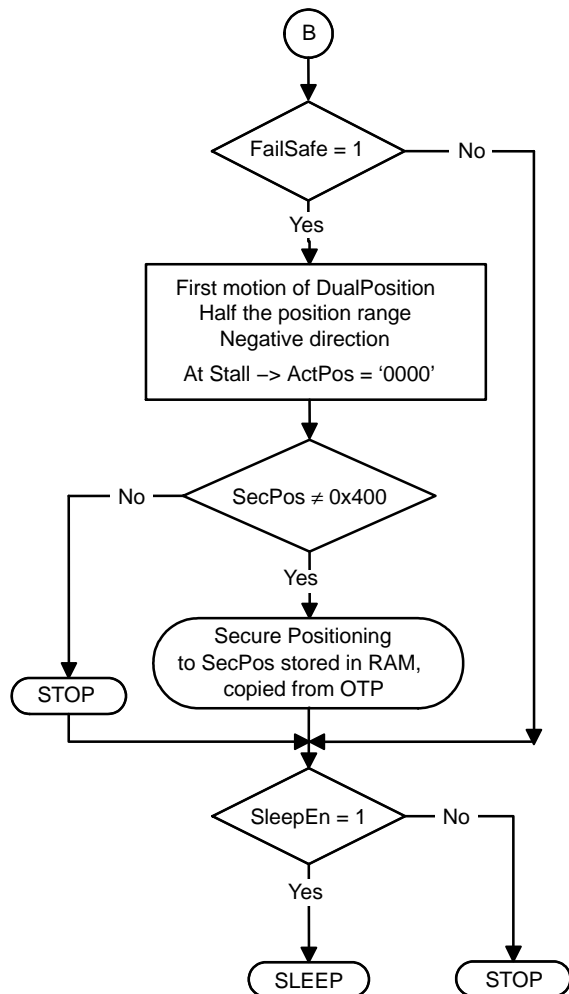 B
FailSafe = 1
No
Yes
First motion of DualPosition
Half the position range
Negative direction
At Stall −> ActPos = ‘0000’
No
SecPos ≠ 0x400
Yes
Secure Positioning
to SecPos stored in RAM,
copied from OTP
STOP
SleepEn = 1
No
Yes
SLEEP
STOP